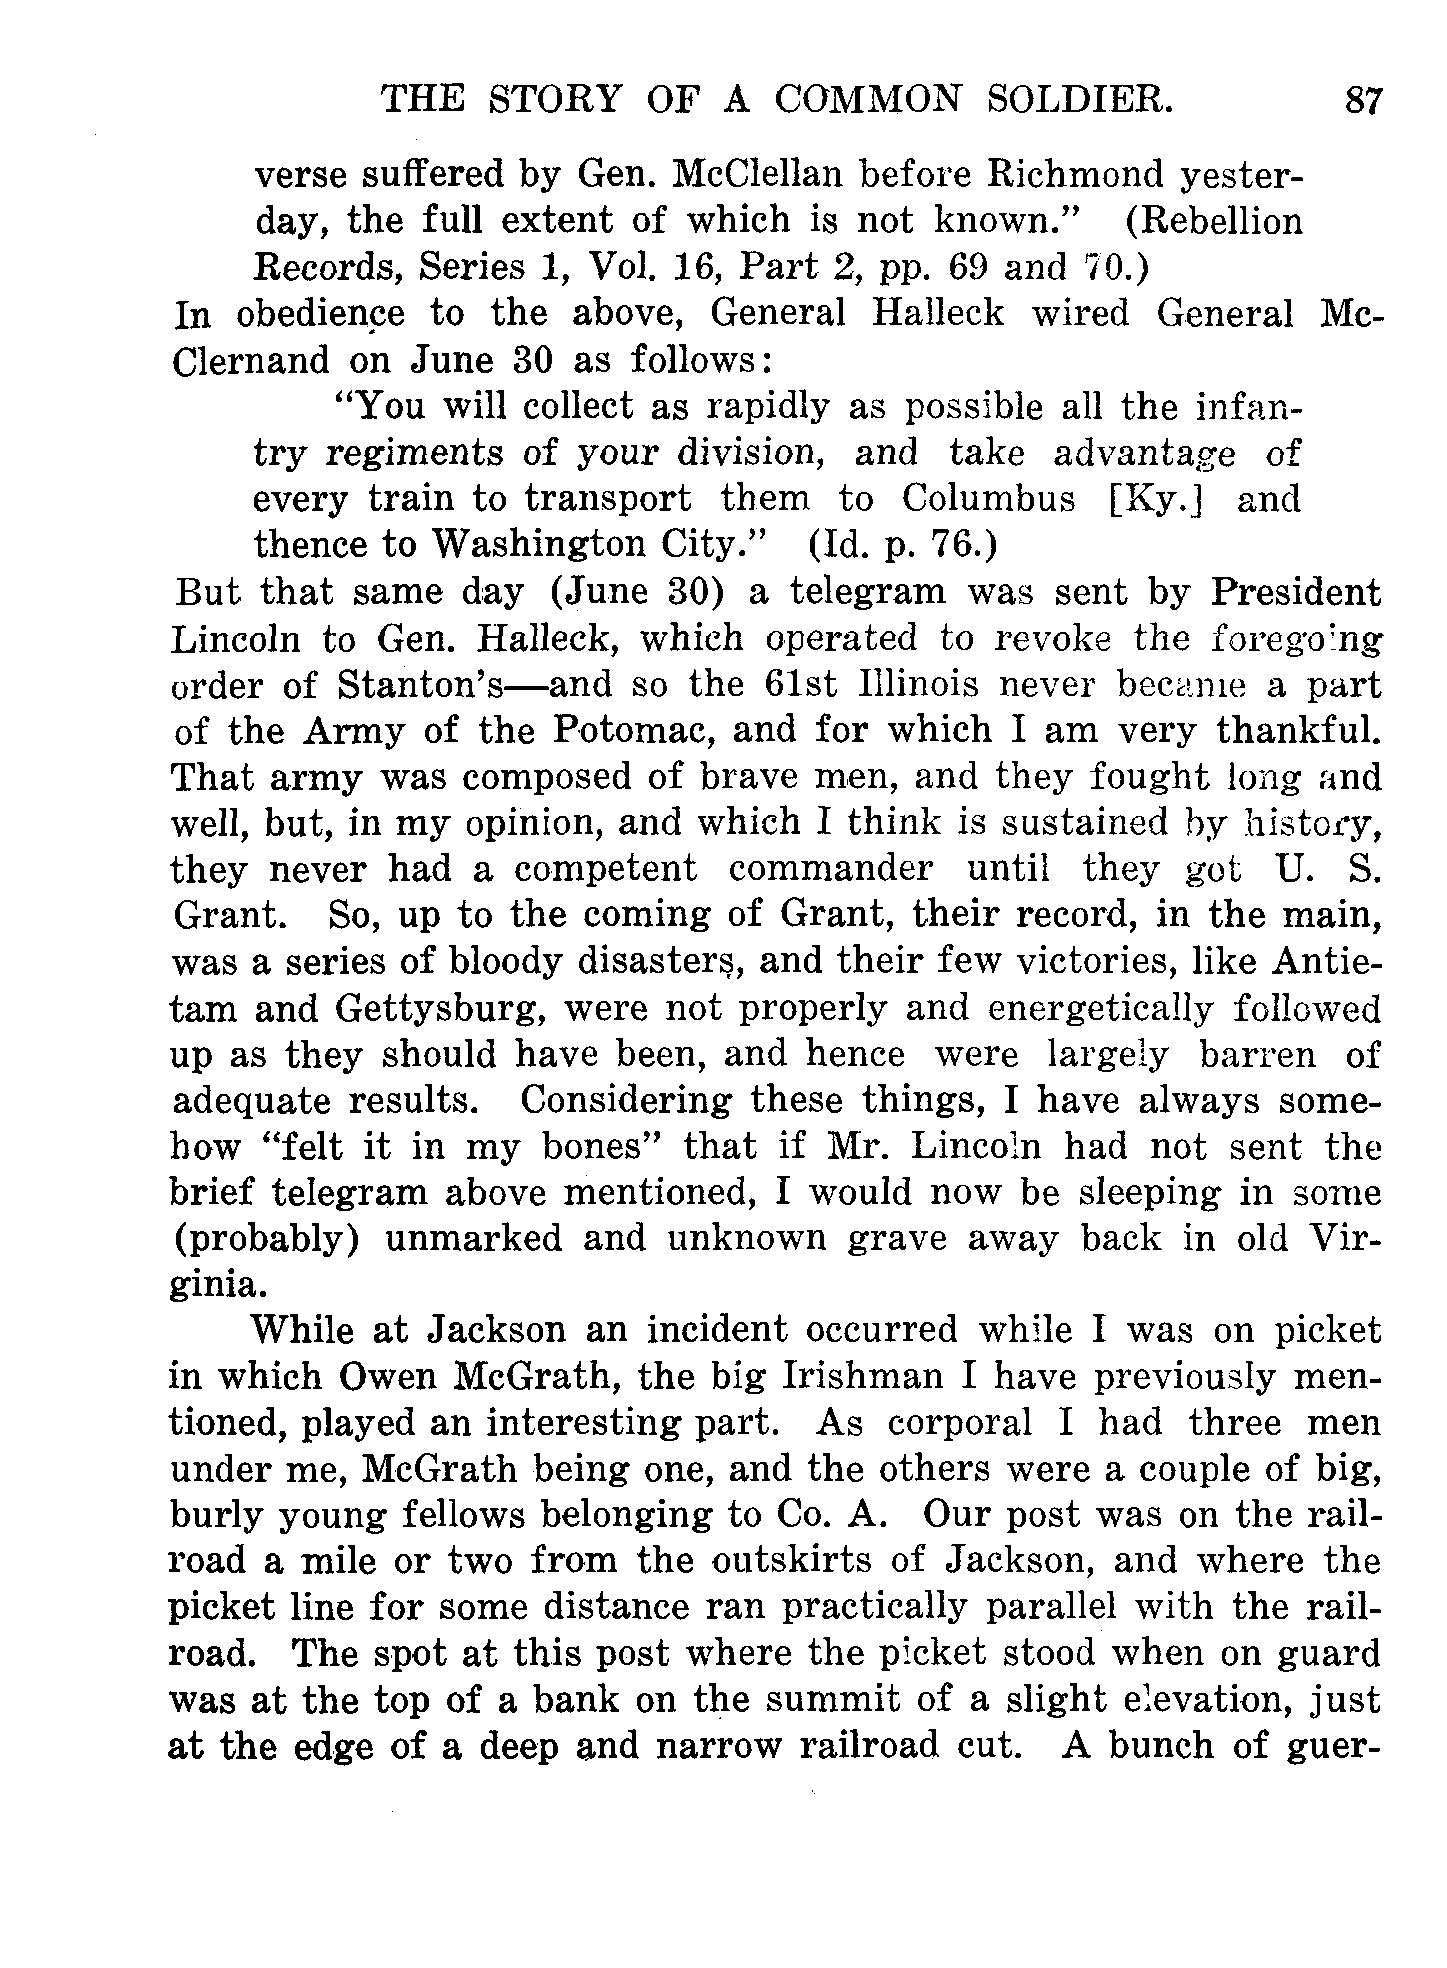 THE STORY OF A COMMON SOLDIER. 87
verse suffered by Gen. McClellan before Richmond yester-
day, the full extent of which is not known.” (Rebellion
Records, Series 1, Vol. 16, Part 2, pp. 69 and 70.)
In obedience to the above, General Halleck wired General Mc-
Clernand on June 30 as follows:
“You will collect as rapidly as possible all the infan-
try regiments of your division, and take advantage of
every train to transport them to Columbus [Ky.] and
thence to Washington City.” (Id. p. 76.)
But that same day (June 30) a telegram was sent by President
Lincoln to Gen. Halleck, which operated to revoke the foregoing
order of Stanton’s—and so the 61st Illinois never became a part
of the Army of the Potomac, and for which I am very thankful.
That army was composed of brave men, and they fought long and
well, but, in my opinion, and which I think is sustained by history,
they never had a competent commander until they got U. S.
Grant. So, up to the coming of Grant, their record, in the main,
was a series of bloody disasters, and their few victories, like Antie-
tam and Gettysburg, were not properly and energetically followed
up as they should have been, and hence were largely barren of
adequate results. Considering these things, I have always some-
how “felt it in my bones” that if Mr. Lincoln had not sent the
brief telegram above mentioned, I would now be sleeping in some
(probably) unmarked and unknown grave away back in old Vir-
ginia.
While at Jackson an incident occurred while I was on picket
in which Owen McGrath, the big Irishman I have previously men-
tioned, played an interesting part. As corporal I had three men
under me, McGrath being one, and the others were a couple of big,
burly young fellows belonging to Co. A. Our post was on the rail-
road a mile or two from the outskirts of Jackson, and where the
picket line for some distance ran practically parallel with the rail-
road. The spot at this post where the picket stood when on guard
was at the top of a bank on the summit of a slight elevation, just
at the edge of a deep and narrow railroad cut. A bunch of guer-